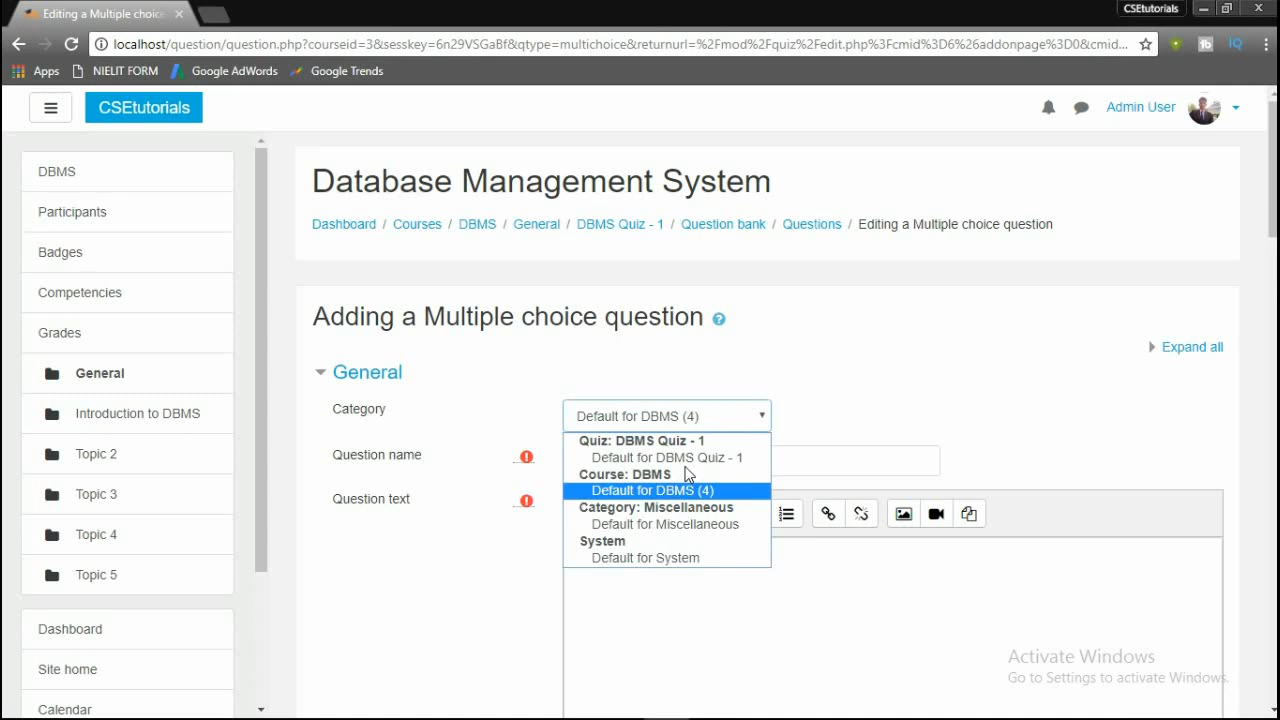 Editing a Multiple choic
CSEtutorials
localhost/question/question.php?courseid=3&sesskey=6n29VSGaBf&qtype=multichoice&returnurl=%2Fmod%2Fquiz%2Fedit.php%3Fcmid%3D6%26addonpage%3D0&cmid...
Apps NIELIT FORM Google AdWords Google Trends
CSEtutorials
Admin User
DBMS
Participants
Badges
Competencies
Grades
General
Introduction to DBMS
Topic 2
Topic 3
Topic 4
Topic 5
Dashboard
Site home
Calendar
Database Management System
Dashboard / Courses / DBMS / General / DBMS Quiz - 1 / Question bank / Questions / Editing a Multiple choice question
Adding a Multiple choice question
Expand all
General
Category
Default for DBMS (4)
Quiz: DBMS Quiz - 1
Default for DBMS Quiz - 1
Course: DBMS
Default for DBMS (4)
Category: Miscellaneous
Default for Miscellaneous
System
Default for System
Question name
Question text
Activate Windows
Go to Settings to activate Windows.